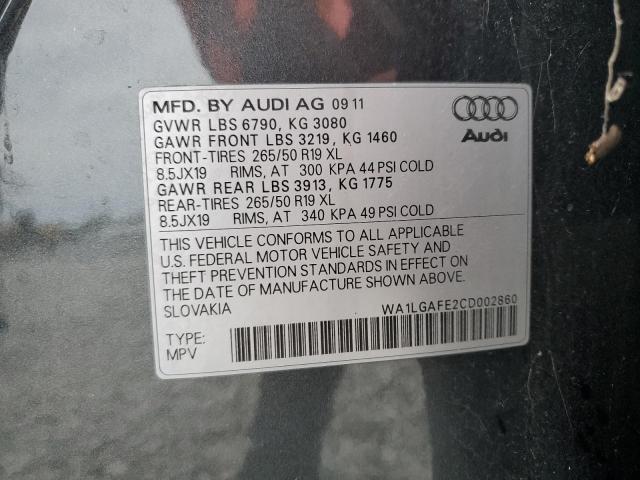 MFD. BY AUDI AG 09 11
GVWR LBS 6790, KG 3080
GAWR FRONT LBS 3219, KG 1460
FRONT-TIRES 265/50 R19 XL
8.5JX19 RIMS, AT 300 KPA 44 PSI COLD
GAWR REAR LBS 3913, KG 1775
REAR-TIRES 265/50 R19 XL
8.5JX19 RIMS, AT 340 KPA 49 PSI COLD
Audi
THIS VEHICLE CONFORMS TO ALL APPLICABLE
U.S. FEDERAL MOTOR VEHICLE SAFETY AND
THEFT PREVENTION STANDARDS IN EFFECT ON
THE DATE OF MANUFACTURE SHOWN ABOVE.
SLOVAKIA WA1LGAFE2CD002860
TYPE:
MPV